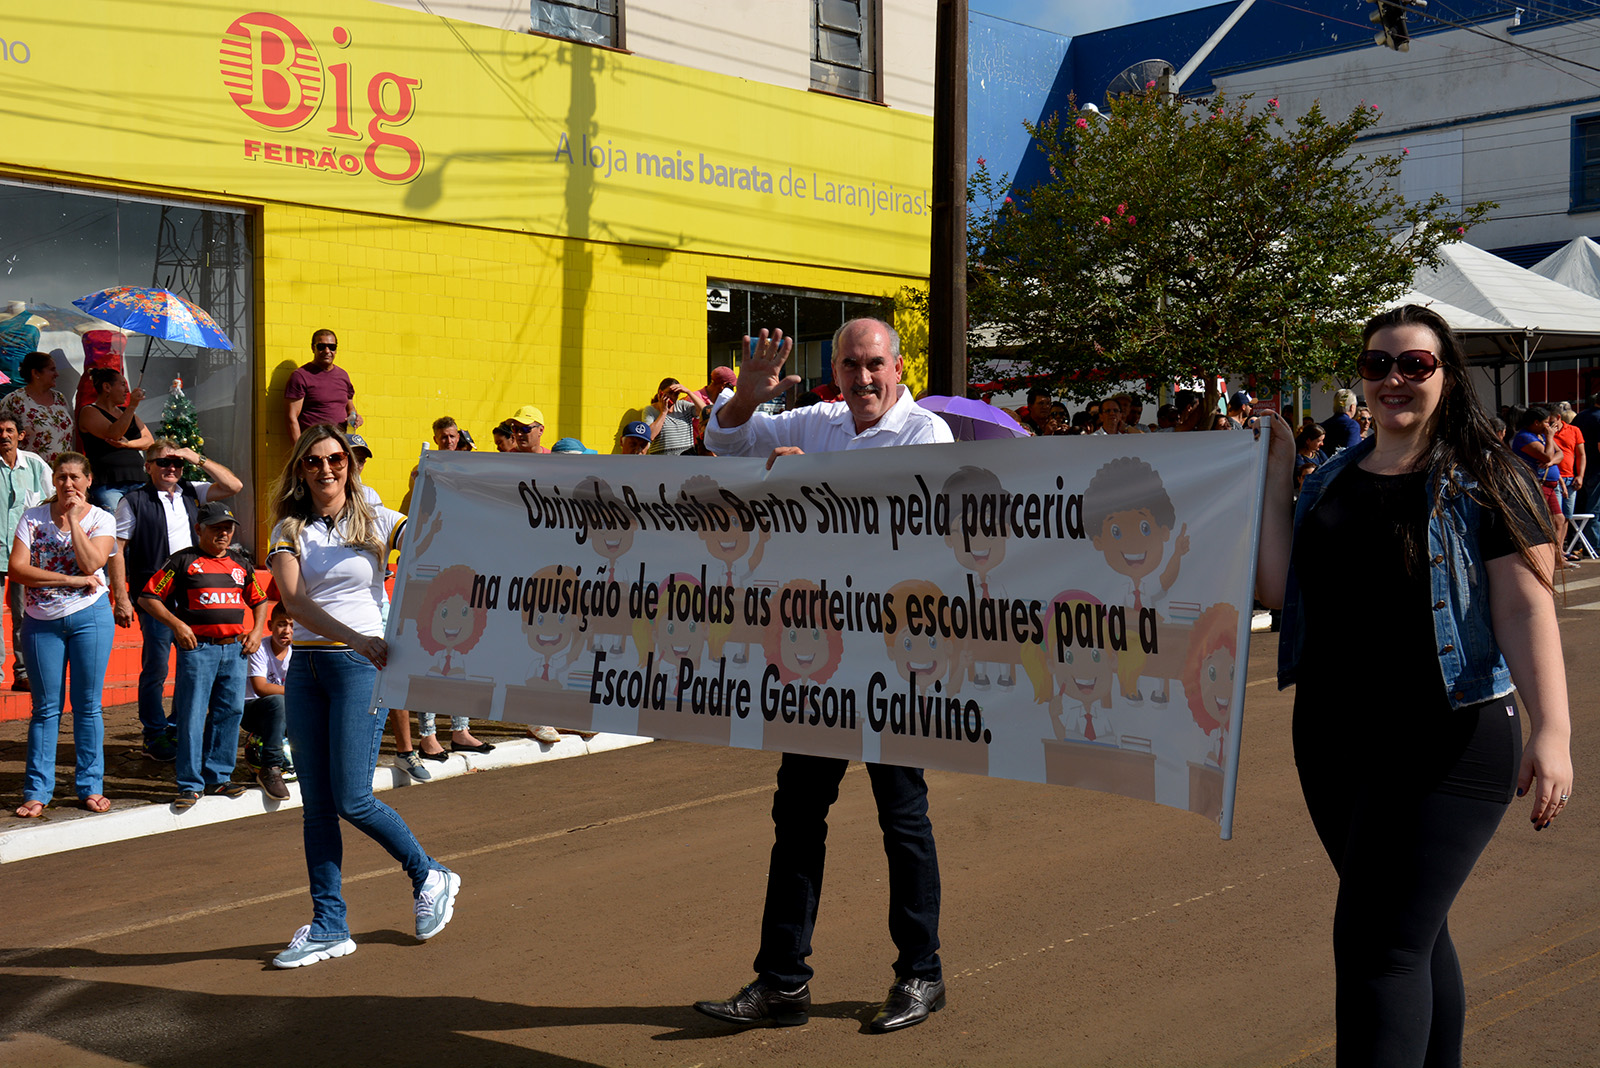 ho
Big
FEIRÃO
A loja mais barata de Laranjeiras!
CAIXA
Obrigado Prefeito Berto Silva pela parceria
na aquisição de todas as carteiras escolares para a
Escola Padre Gerson Galvino.